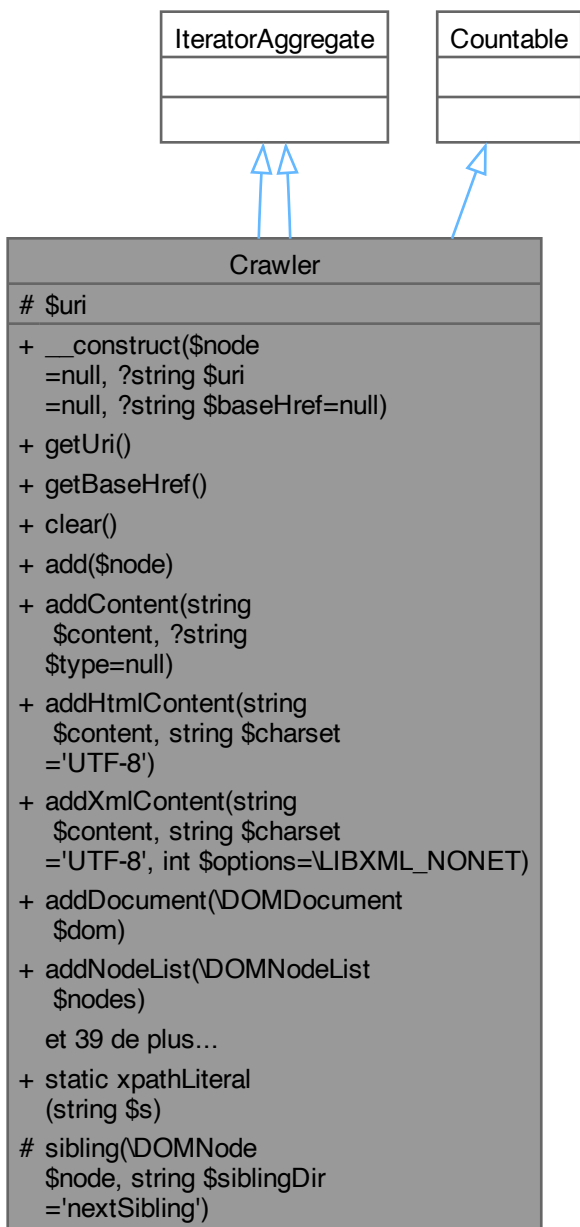 IteratorAggregate
Countable
Crawler
# $uri
+ __construct($node
=null, ?string $uri
=null, ?string $baseHref=null)
+ getUri()
+ getBaseHref()
+ clear()
+ add($node)
+ addContent(string
$content, ?string
$type=null)
+ addHtmlContent(string
$content, string $charset
='UTF-8')
+ addXmlContent(string
$content, string $charset
='UTF-8', int $options=\LIBXML_NONET)
+ addDocument(\DOMDocument
$dom)
+ addNodeList(\DOMNodeList
$nodes)
et 39 de plus...
+ static xpathLiteral
(string $s)
# sibling(\DOMNode
$node, string $siblingDir
='nextSibling')